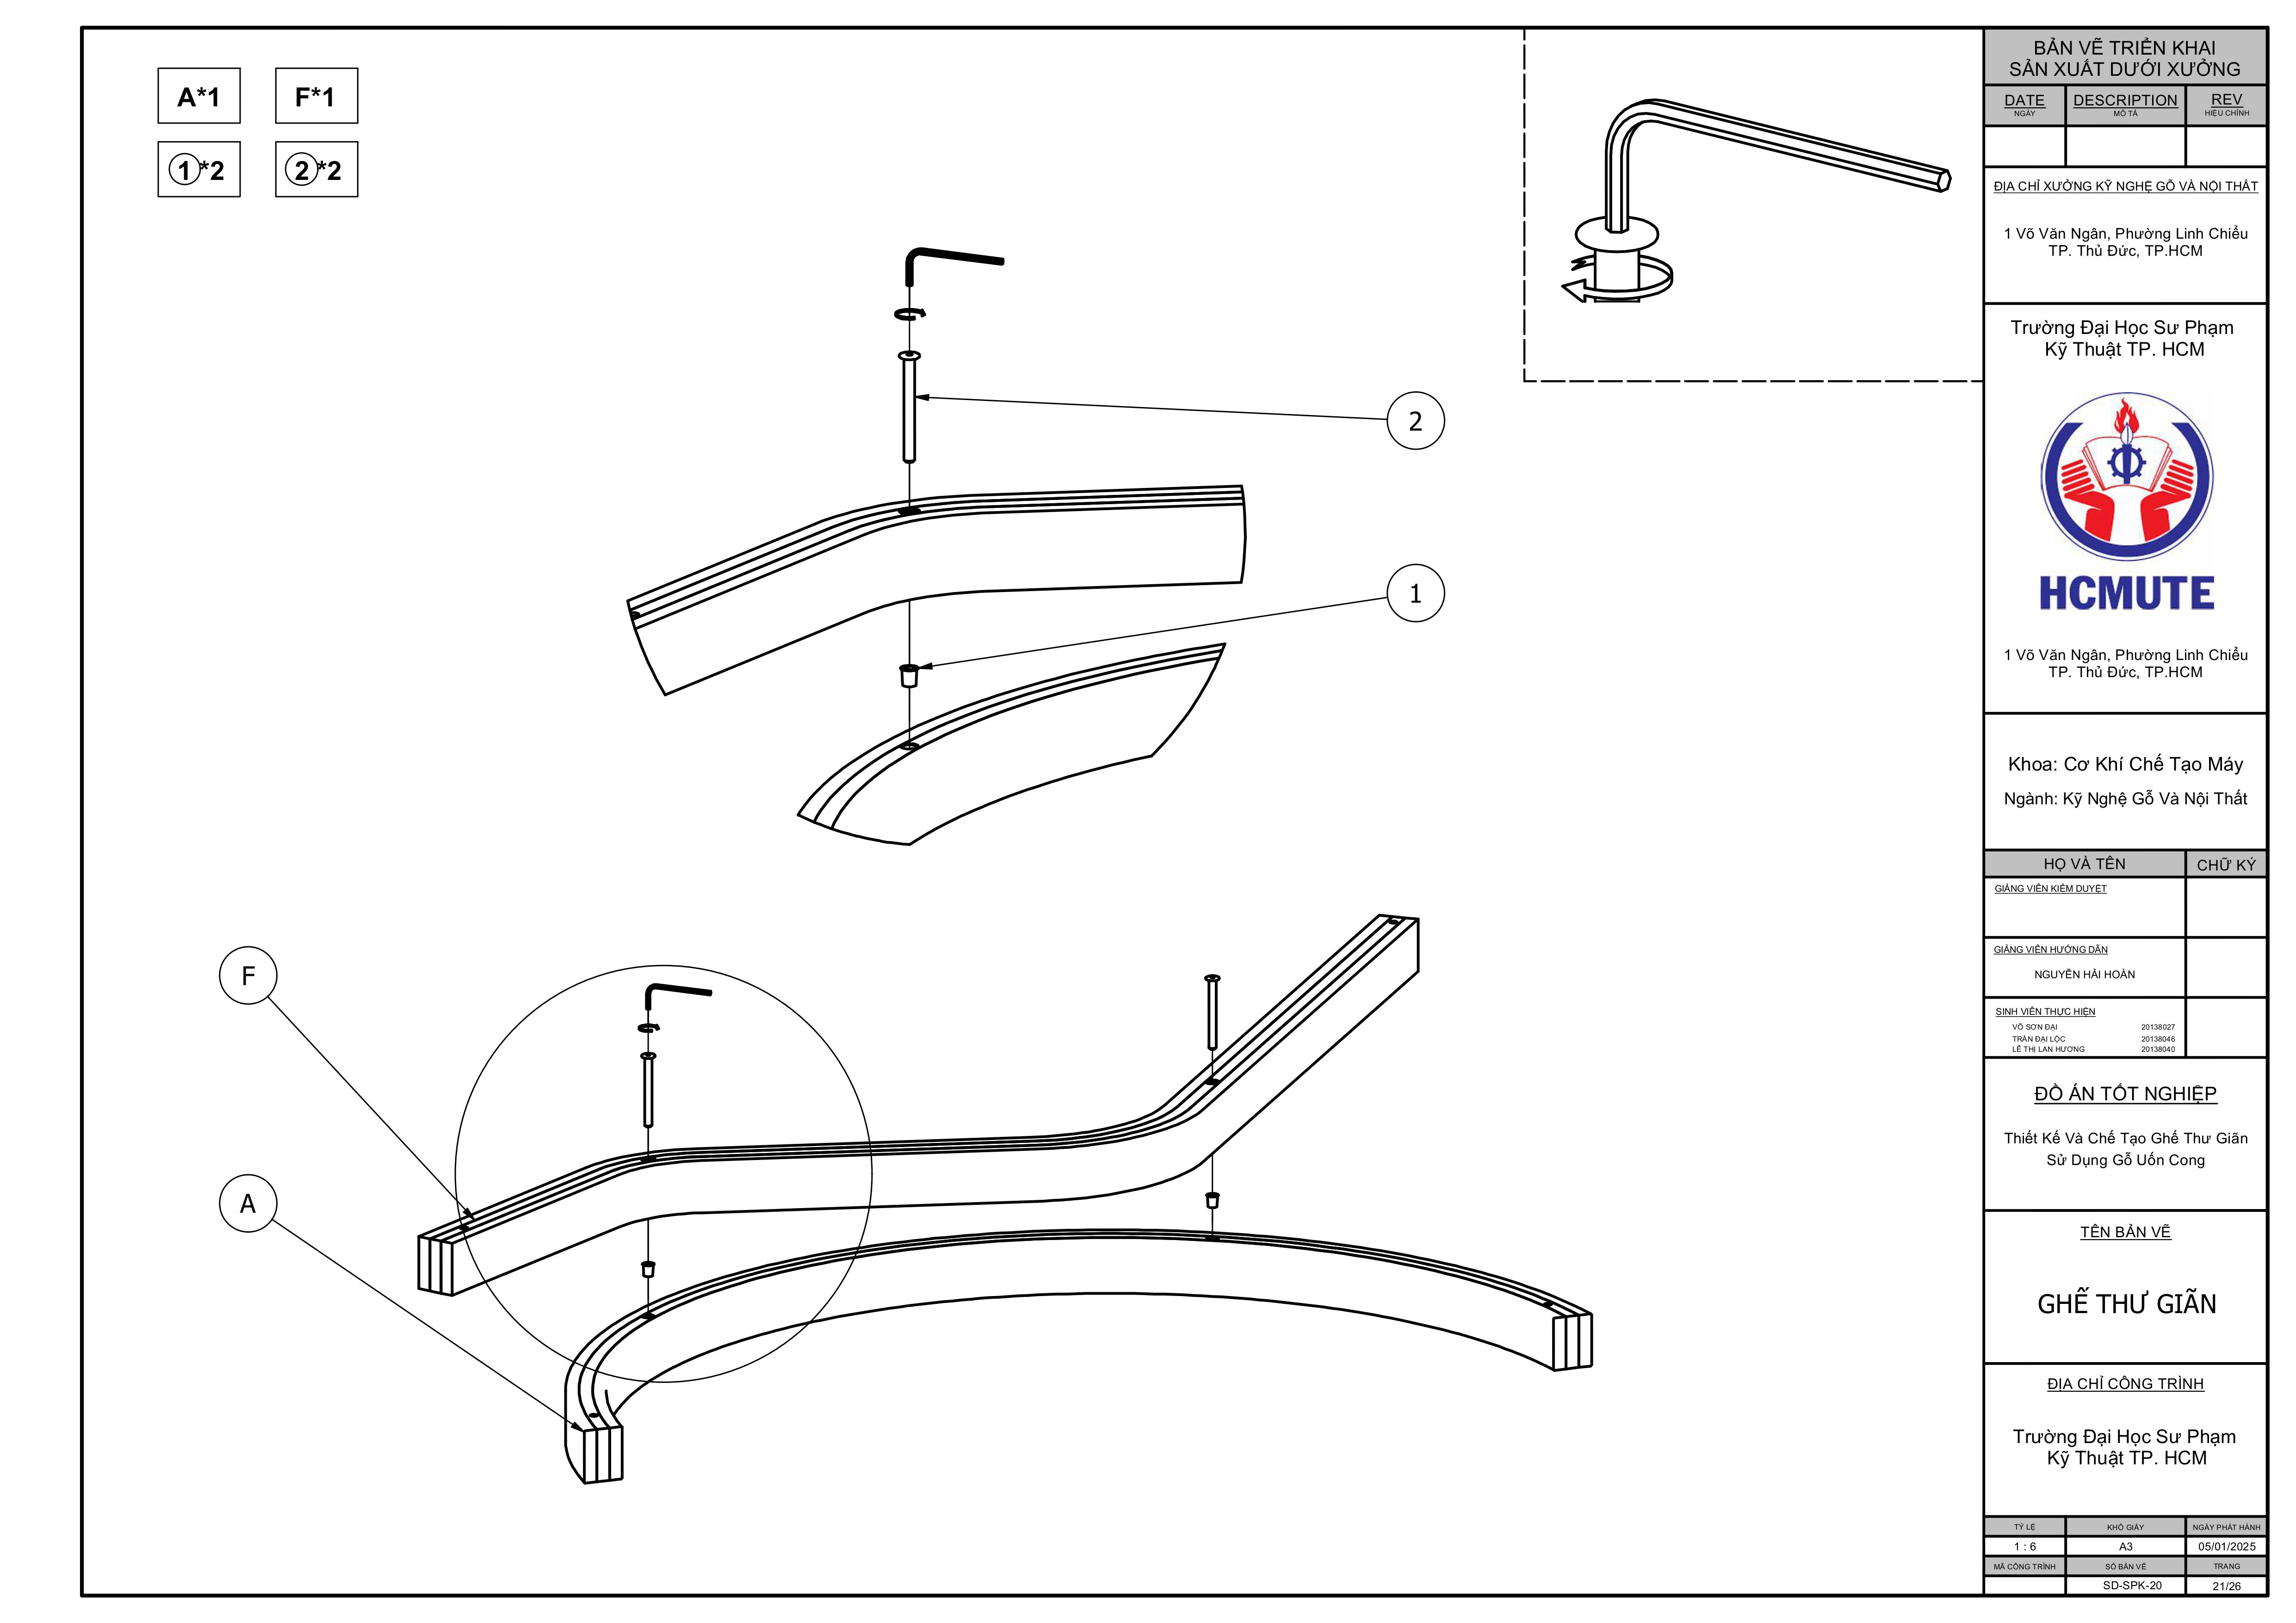 A*1
F*1
1*2
2*2
2
1
F
A
BẢN VẼ TRIỂN KHAI
SẢN XUẤT DƯỚI XƯỞNG
DATE DESCRIPTION REV
NGÀY MÔ TẢ HIỆU CHỈNH
ĐỊA CHỈ XƯỞNG KỸ NGHỆ GỖ VÀ NỘI THẤT
1 Võ Văn Ngân, Phường Linh Chiểu
TP. Thủ Đức, TP.HCM
Trường Đại Học Sư Phạm
Kỹ Thuật TP. HCM
HCMUTE
1 Võ Văn Ngân, Phường Linh Chiểu
TP. Thủ Đức, TP.HCM
Khoa: Cơ Khí Chế Tạo Máy
Ngành: Kỹ Nghệ Gỗ Và Nội Thất
HỌ VÀ TÊN CHỮ KÝ
GIẢNG VIÊN KIỂM DUYỆT
GIẢNG VIÊN HƯỚNG DẪN
NGUYỄN HẢI HOÀN
SINH VIÊN THỰC HIỆN
VÕ SƠN ĐẠI 20138027
TRẦN ĐẠI LỘC 20138046
LÊ THỊ LAN HƯƠNG 20138040
ĐỒ ÁN TỐT NGHIỆP
Thiết Kế Và Chế Tạo Ghế Thư Giãn
Sử Dụng Gỗ Uốn Cong
TÊN BẢN VẼ
GHẾ THƯ GIÃN
ĐỊA CHỈ CÔNG TRÌNH
Trường Đại Học Sư Phạm
Kỹ Thuật TP. HCM
TỶ LỆ KHỔ GIẤY NGÀY PHÁT HÀNH
1 : 6 A3 05/01/2025
MÃ CÔNG TRÌNH SỐ BẢN VẼ TRANG
SD-SPK-20 21/26